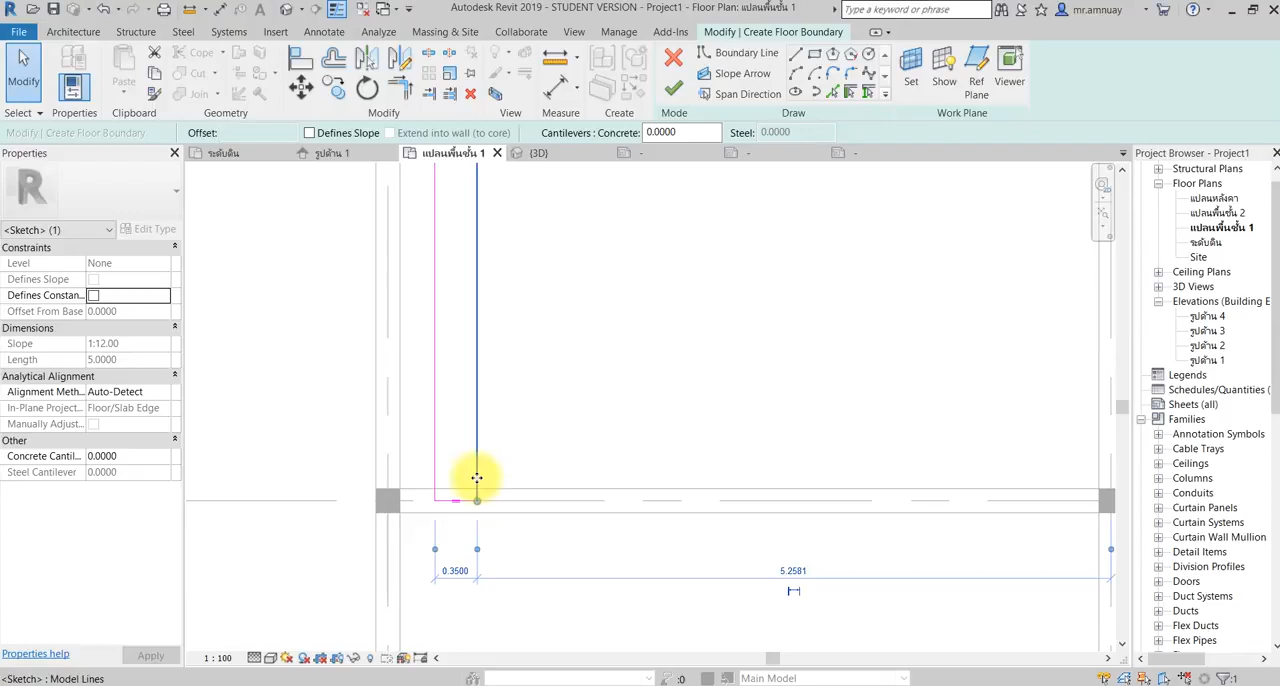 Autodesk Revit 2019 - STUDENT VERSION - Project1 - Floor Plan: แปลนพื้นชั้น 1
Type a keyword or phrase
mr.amnuay
File
Architecture
Structure
Steel
Systems
Insert
Annotate
Analyze
Massing & Site
Collaborate
View
Manage
Add-Ins
Modify | Create Floor Boundary
Modify
Paste
Cope
Cut
Join
Boundary Line
Slope Arrow
Span Direction
Set
Show
Ref
Plane
Viewer
Select
Properties
Clipboard
Geometry
Modify
View
Measure
Create
Mode
Draw
Work Plane
Modify | Create Floor Boundary
Offset:
Defines Slope
Extend into wall (to core)
Cantilevers : Concrete:
0.0000
Steel:
0.0000
Properties
ระดับดิน
รูปด้าน 1
แปลนพื้นชั้น 1
{3D}
-
-
-
Project Browser - Project1
<Sketch> (1)
Edit Type
Constraints
Level
None
Defines Slope
Defines Constan...
Offset From Base
0.0000
Dimensions
Slope
1:12.00
Length
5.0000
Analytical Alignment
Alignment Meth...
Auto-Detect
In-Plane Project...
Floor/Slab Edge
Manually Adjust...
Other
Concrete Cantil...
0.0000
Steel Cantilever
0.0000
Properties help
Apply
0.3500
5.2581
Structural Plans
Floor Plans
แปลนหลังคา
แปลนพื้นชั้น 2
แปลนพื้นชั้น 1
ระดับดิน
Site
Ceiling Plans
3D Views
Elevations (Building E
รูปด้าน 4
รูปด้าน 3
รูปด้าน 2
รูปด้าน 1
Legends
Schedules/Quantities (
Sheets (all)
Families
Annotation Symbols
Cable Trays
Ceilings
Columns
Conduits
Curtain Panels
Curtain Systems
Curtain Wall Mullion
Detail Items
Division Profiles
Doors
Duct Systems
Ducts
Flex Ducts
Flex Pipes
1 : 100
<Sketch> : Model Lines
:0
Main Model
:1